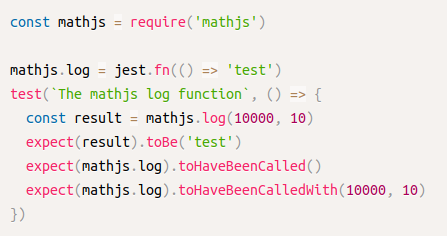 const mathjs = require('mathjs')
mathjs.log = jest.fn(() => 'test')
test(`The mathjs log function`, () => {
  const result = mathjs.log(10000, 10)
  expect(result).toBe('test')
  expect(mathjs.log).toHaveBeenCalled()
  expect(mathjs.log).toHaveBeenCalledWith(10000, 10)
})